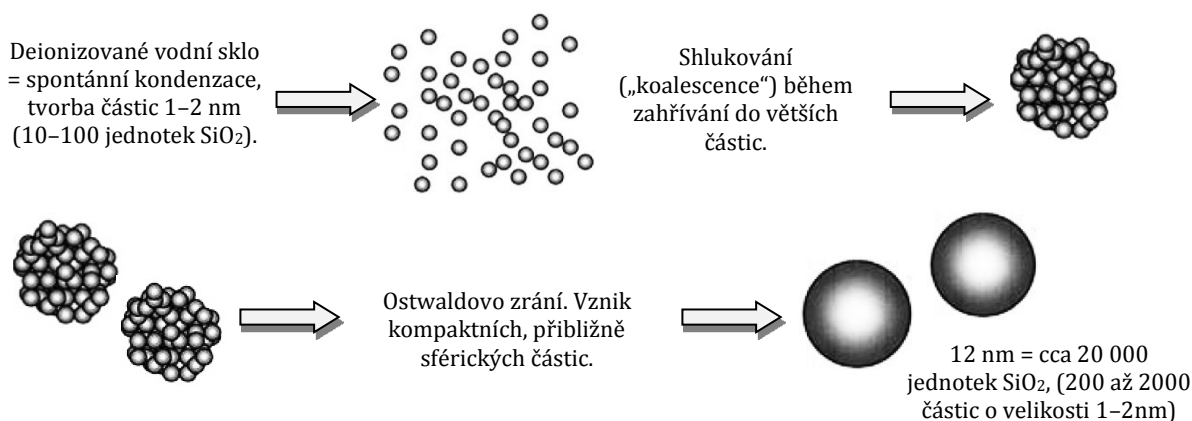 Deionizované vodní sklo
= spontánní kondenzace,
tvorba částic 1–2 nm
(10–100 jednotek SiO₂).
Shlukování
(„koalescence“) během
zahřívání do větších
částic.
Ostwaldovo zrání. Vznik
kompaktních, přibližně
sférických částic.
12 nm = cca 20 000
jednotek SiO₂, (200 až 2000
částic o velikosti 1–2nm)